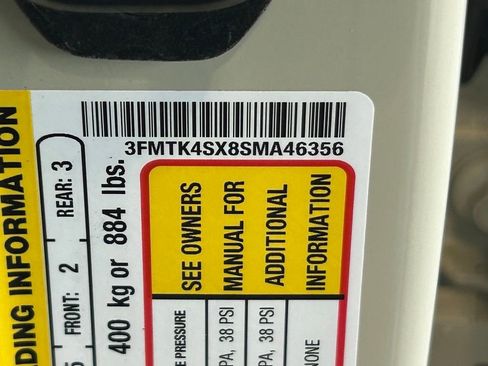 3FMTK4SX8SMA46356
ADING INFORMATION
FRONT: 2 REAR: 3
400 kg or 884 lbs.
SEE OWNERS
MANUAL FOR
ADDITIONAL
INFORMATION
E PRESSURE
PA, 38 PSI
PA, 38 PSI
NONE